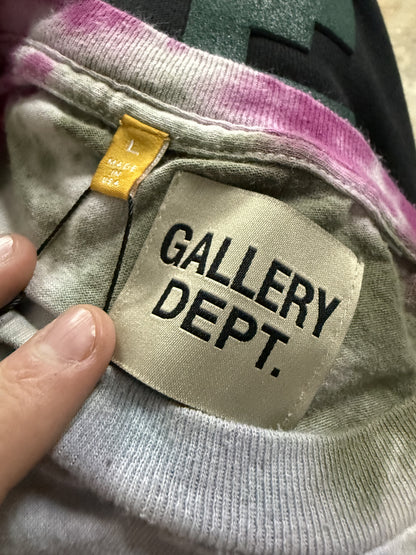 L
MADE
IN
USA
GALLERY
DEPT.